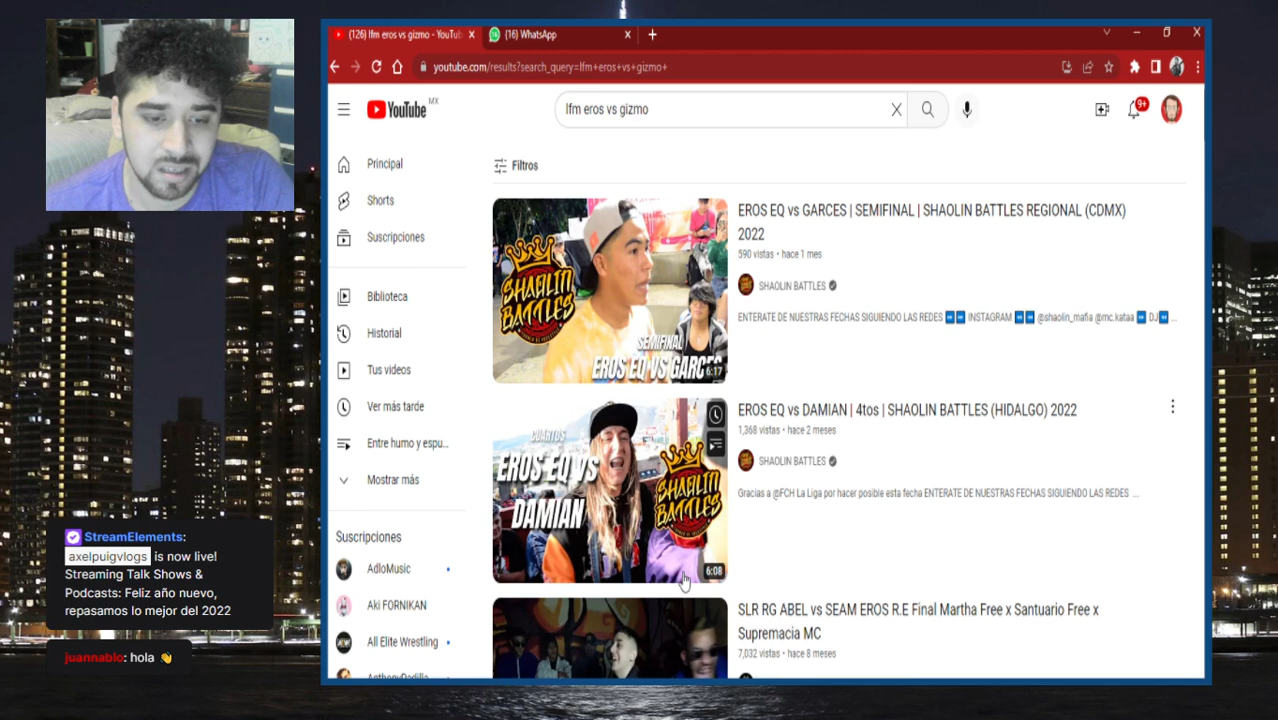 (126) lfm eros vs gizmo - YouTub
(16) WhatsApp
youtube.com/results?search_query=lfm+eros+vs+gizmo+
YouTube MX
lfm eros vs gizmo
9+
Principal
Shorts
Suscripciones
Biblioteca
Historial
Tus videos
Ver más tarde
Entre humo y espu...
Mostrar más
Suscripciones
AdloMusic
Aki FORNIKAN
All Elite Wrestling
AnthonyPadilla
Filtros
SHAOLIN
BATTLES
SEMIFINAL
EROS EQ VS GARCES
6:17
EROS EQ vs GARCES | SEMIFINAL | SHAOLIN BATTLES REGIONAL (CDMX)
2022
590 vistas • hace 1 mes
SHAOLIN BATTLES
ENTERATE DE NUESTRAS FECHAS SIGUIENDO LAS REDES INSTAGRAM @shaolin_mafia @mc.kataa DJ ...
CUARTOS
EROS EQ VS
DAMIAN
SHAOLIN
BATTLES
6:08
EROS EQ vs DAMIAN | 4tos | SHAOLIN BATTLES (HIDALGO) 2022
1,368 vistas • hace 2 meses
SHAOLIN BATTLES
Gracias a @FCH La Liga por hacer posible esta fecha ENTERATE DE NUESTRAS FECHAS SIGUIENDO LAS REDES ...
SLR RG ABEL vs SEAM EROS R.E Final Martha Free x Santuario Free x
Supremacia MC
7,032 vistas • hace 8 meses
StreamElements:
axelpuigvlogs is now live!
Streaming Talk Shows &
Podcasts: Feliz año nuevo,
repasamos lo mejor del 2022
juannablo: hola 👋